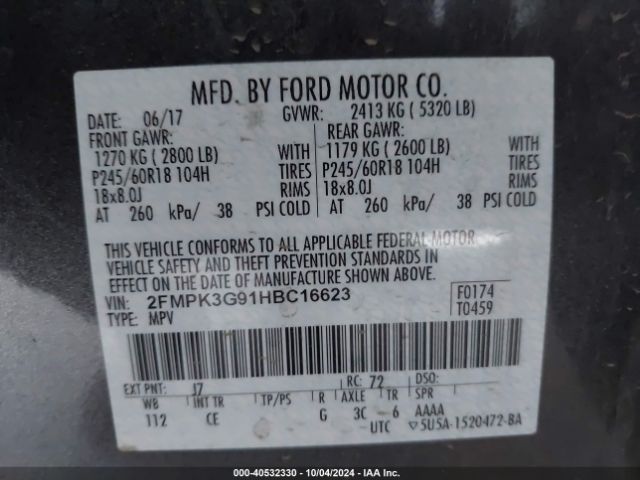 MFD. BY FORD MOTOR CO.
DATE: 06/17 GVWR: 2413 KG ( 5320 LB)
FRONT GAWR: REAR GAWR:
1270 KG ( 2800 LB) WITH 1179 KG ( 2600 LB) WITH
P245/60R18 104H TIRES P245/60R18 104H TIRES
18x8.0J RIMS 18x8.0J RIMS
AT 260 kPa/ 38 PSI COLD AT 260 kPa/ 38 PSI COLD
THIS VEHICLE CONFORMS TO ALL APPLICABLE FEDERAL MOTOR
VEHICLE SAFETY AND THEFT PREVENTION STANDARDS IN
EFFECT ON THE DATE OF MANUFACTURE SHOWN ABOVE.
VIN: 2FMPK3G91HBC16623 F0174
TYPE: MPV T0459
EXT PNT: J7 RC: 72 DSO:
WB INT TR TP/PS R AXLE TR SPR
112 CE G 3C 6 AAAA
UTC ▽5U5A-1520472-BA
000-40532330 - 10/04/2024 - IAA Inc.